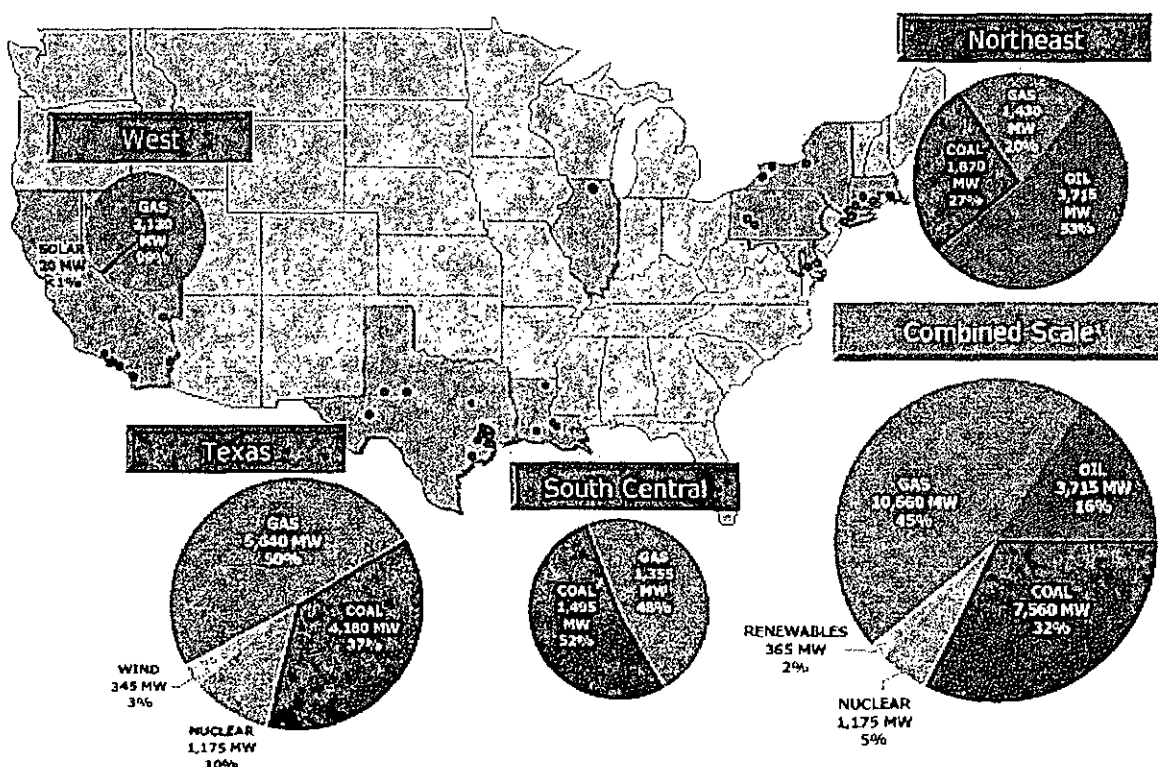 Northeast
GAS
MW
20%
COAL
1,870
MW
27%
OIL
3,715
MW
53%
West
GAS
2,130
MW
99%
SOLAR
20 MW
<1%
Combined Scale¹
GAS
10,660 MW
45%
OIL
3,715 MW
16%
COAL
7,560 MW
32%
RENEWABLES
365 MW
2%
NUCLEAR
1,175 MW
5%
Texas
GAS
5,640 MW
50%
COAL
4,180 MW
37%
WIND
345 MW
3%
NUCLEAR
1,175 MW
10%
South Central
GAS
1,355
MW
48%
COAL
1,495
MW
52%